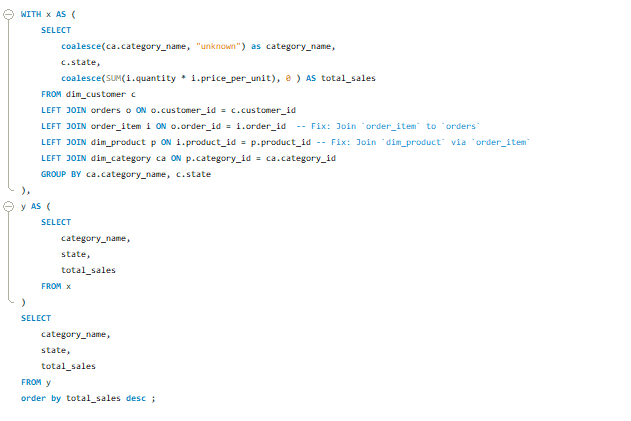 WITH x AS (
SELECT
coalesce(ca.category_name, "unknown") as category_name,
c.state,
coalesce(SUM(i.quantity * i.price_per_unit), 0 ) AS total_sales
FROM dim_customer c
LEFT JOIN orders o ON o.customer_id = c.customer_id
LEFT JOIN order_item i ON o.order_id = i.order_id  -- Fix: Join `order_item` to `orders`
LEFT JOIN dim_product p ON i.product_id = p.product_id -- Fix: Join `dim_product` via `order_item`
LEFT JOIN dim_category ca ON p.category_id = ca.category_id
GROUP BY ca.category_name, c.state
),
y AS (
SELECT
category_name,
state,
total_sales
FROM x
)
SELECT
category_name,
state,
total_sales
FROM y
order by total_sales desc ;